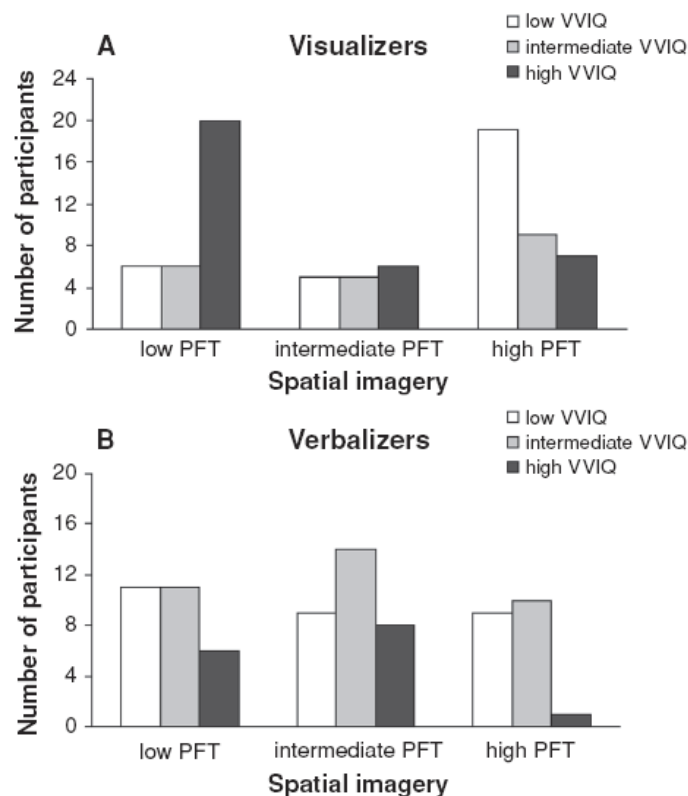 A
Visualizers
low VVIQ
intermediate VVIQ
high VVIQ
Number of participants
24
20
16
12
8
4
0
low PFT
intermediate PFT
high PFT
Spatial imagery
B
Verbalizers
low VVIQ
intermediate VVIQ
high VVIQ
Number of participants
20
16
12
8
4
0
low PFT
intermediate PFT
high PFT
Spatial imagery